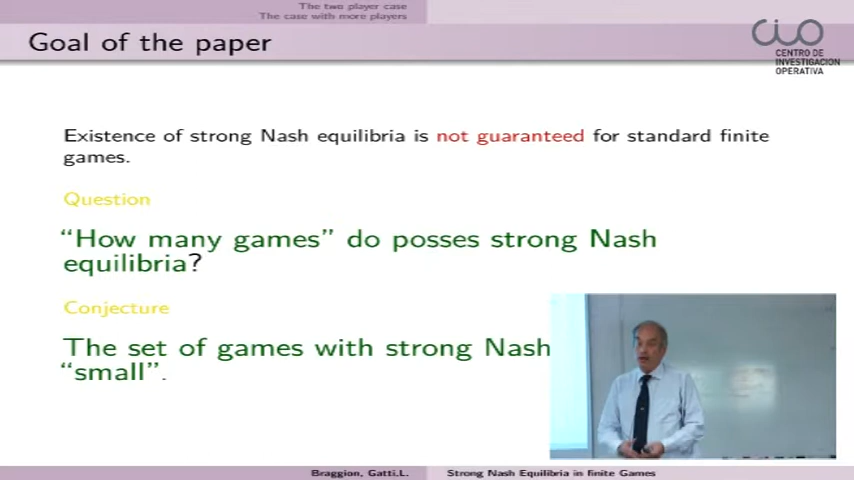 The two player case
The case with more players
Goal of the paper
CIO
CENTRO DE
INVESTIGACIÓN
OPERATIVA
Existence of strong Nash equilibria is not guaranteed for standard finite
games.
Question
“How many games” do posses strong Nash
equilibria?
Conjecture
The set of games with strong Nash
“small”.
Braggion, Gatti,L.
Strong Nash Equilibria in finite Games